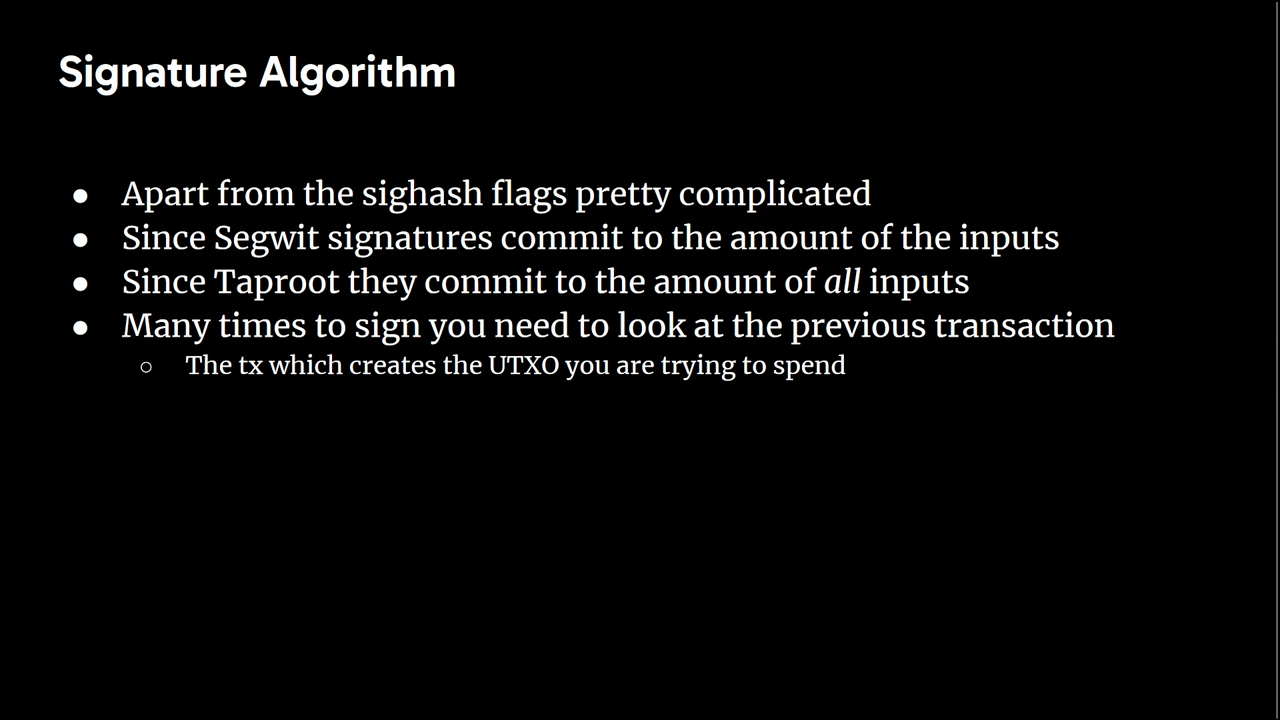 Signature Algorithm
● Apart from the sighash flags pretty complicated
● Since Segwit signatures commit to the amount of the inputs
● Since Taproot they commit to the amount of all inputs
● Many times to sign you need to look at the previous transaction
○ The tx which creates the UTXO you are trying to spend